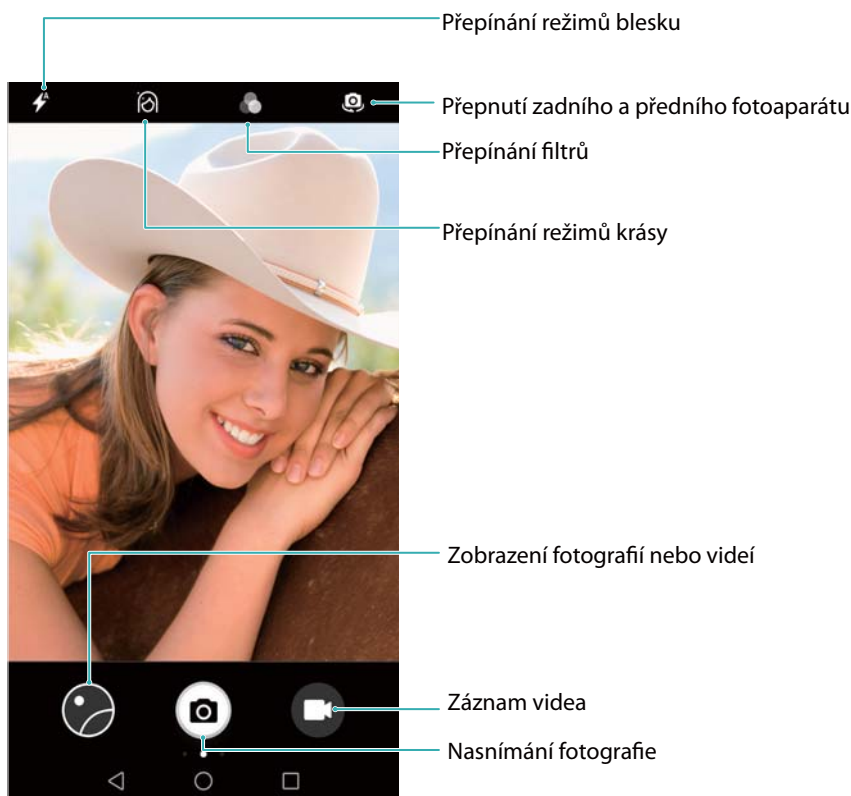 Přepínání režimů blesku
Přepnutí zadního a předního fotoaparátu
Přepínání filtrů
Přepínání režimů krásy
Zobrazení fotografií nebo videí
Záznam videa
Nasnímání fotografie